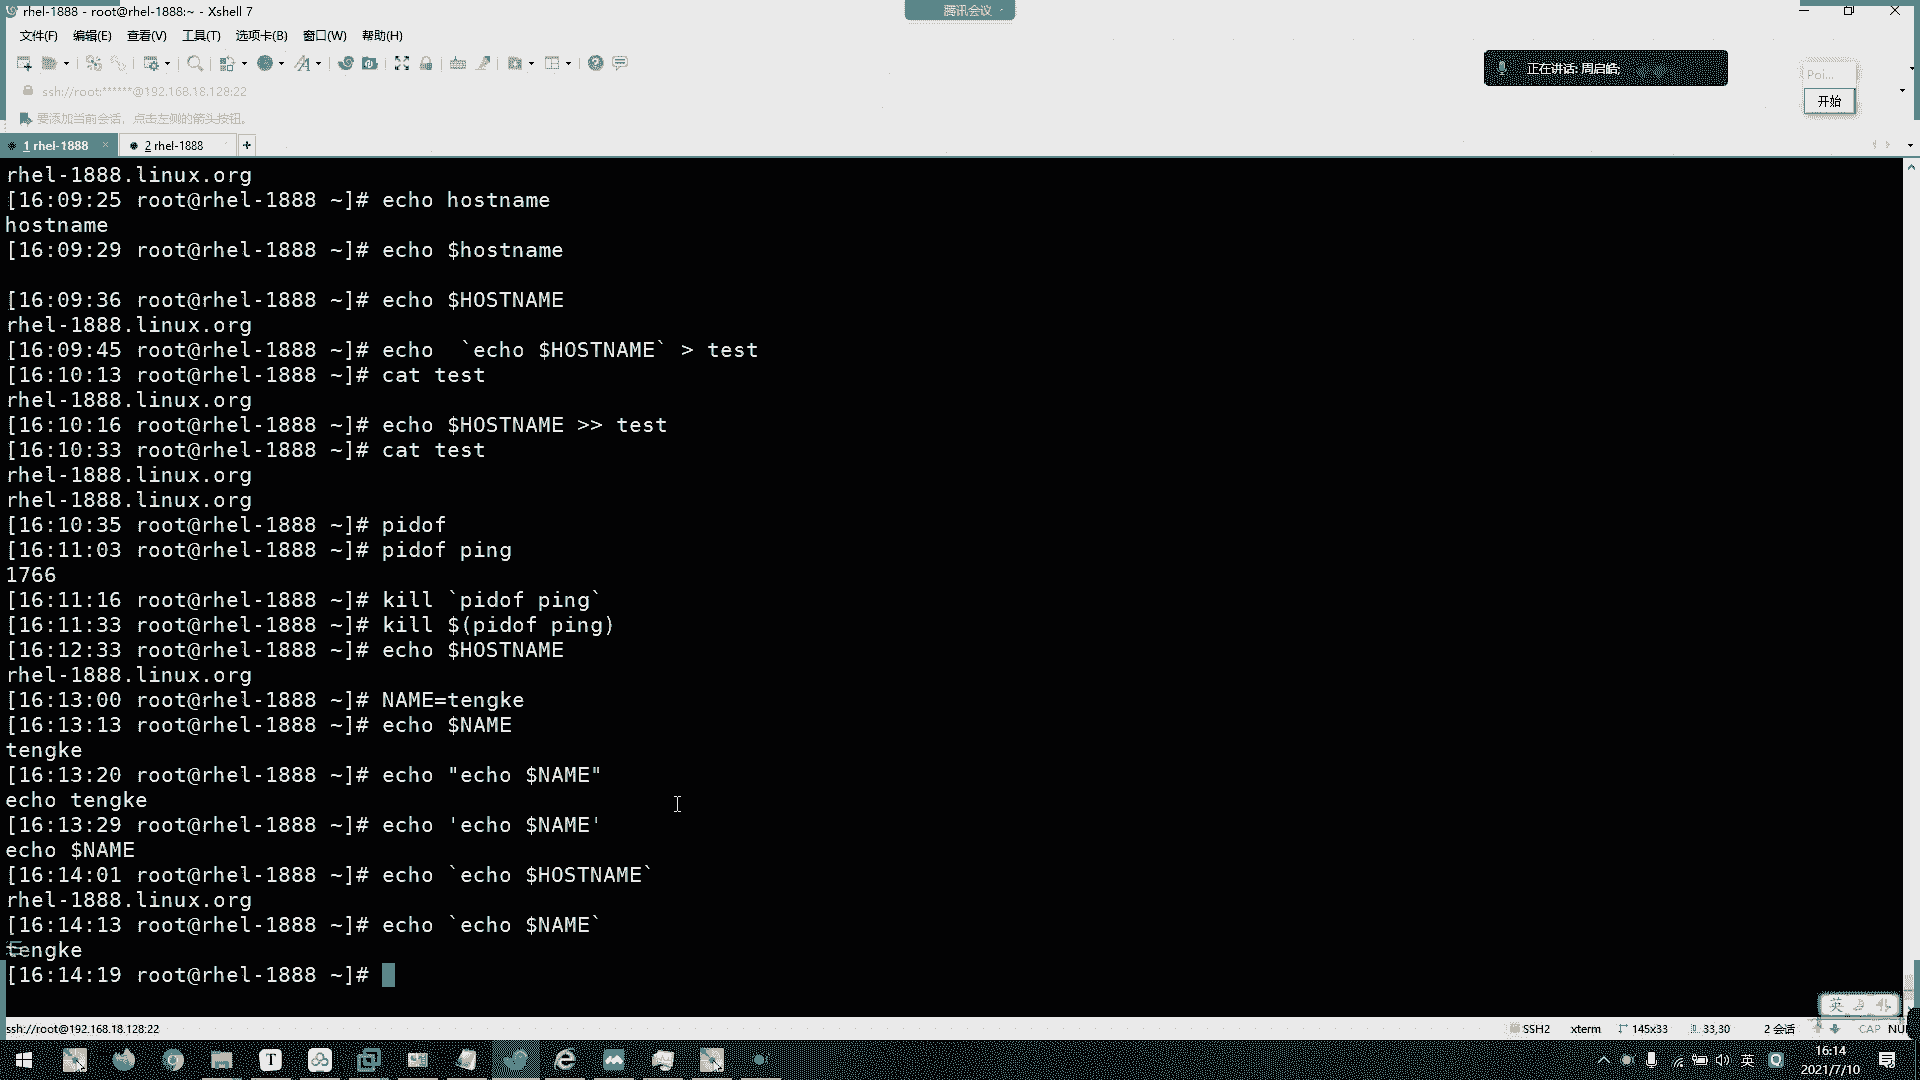 rhel-1888 - root@rhel-1888:~ - Xshell 7
腾讯会议
文件(F) 编辑(E) 查看(V) 工具(T) 选项卡(B) 窗口(W) 帮助(H)
正在讲话: 周启皓;
Poi...
开始
ssh://root:******@192.168.18.128:22
要添加当前会话，点击左侧的箭头按钮。
1 rhel-1888 × 2 rhel-1888 +
rhel-1888.linux.org
[16:09:25 root@rhel-1888 ~]# echo hostname
hostname
[16:09:29 root@rhel-1888 ~]# echo $hostname
[16:09:36 root@rhel-1888 ~]# echo $HOSTNAME
rhel-1888.linux.org
[16:09:45 root@rhel-1888 ~]# echo  `echo $HOSTNAME` > test
[16:10:13 root@rhel-1888 ~]# cat test
rhel-1888.linux.org
[16:10:16 root@rhel-1888 ~]# echo $HOSTNAME >> test
[16:10:33 root@rhel-1888 ~]# cat test
rhel-1888.linux.org
rhel-1888.linux.org
[16:10:35 root@rhel-1888 ~]# pidof
[16:11:03 root@rhel-1888 ~]# pidof ping
1766
[16:11:16 root@rhel-1888 ~]# kill `pidof ping`
[16:11:33 root@rhel-1888 ~]# kill $(pidof ping)
[16:12:33 root@rhel-1888 ~]# echo $HOSTNAME
rhel-1888.linux.org
[16:13:00 root@rhel-1888 ~]# NAME=tengke
[16:13:13 root@rhel-1888 ~]# echo $NAME
tengke
[16:13:20 root@rhel-1888 ~]# echo "echo $NAME"
echo tengke
[16:13:29 root@rhel-1888 ~]# echo 'echo $NAME'
echo $NAME
[16:14:01 root@rhel-1888 ~]# echo `echo $HOSTNAME`
rhel-1888.linux.org
[16:14:13 root@rhel-1888 ~]# echo `echo $NAME`
tengke
[16:14:19 root@rhel-1888 ~]#
英
ssh://root@192.168.18.128:22 SSH2 xterm 145x33 33,30 2 会话 CAP NUM
英 16:14
2021/7/10